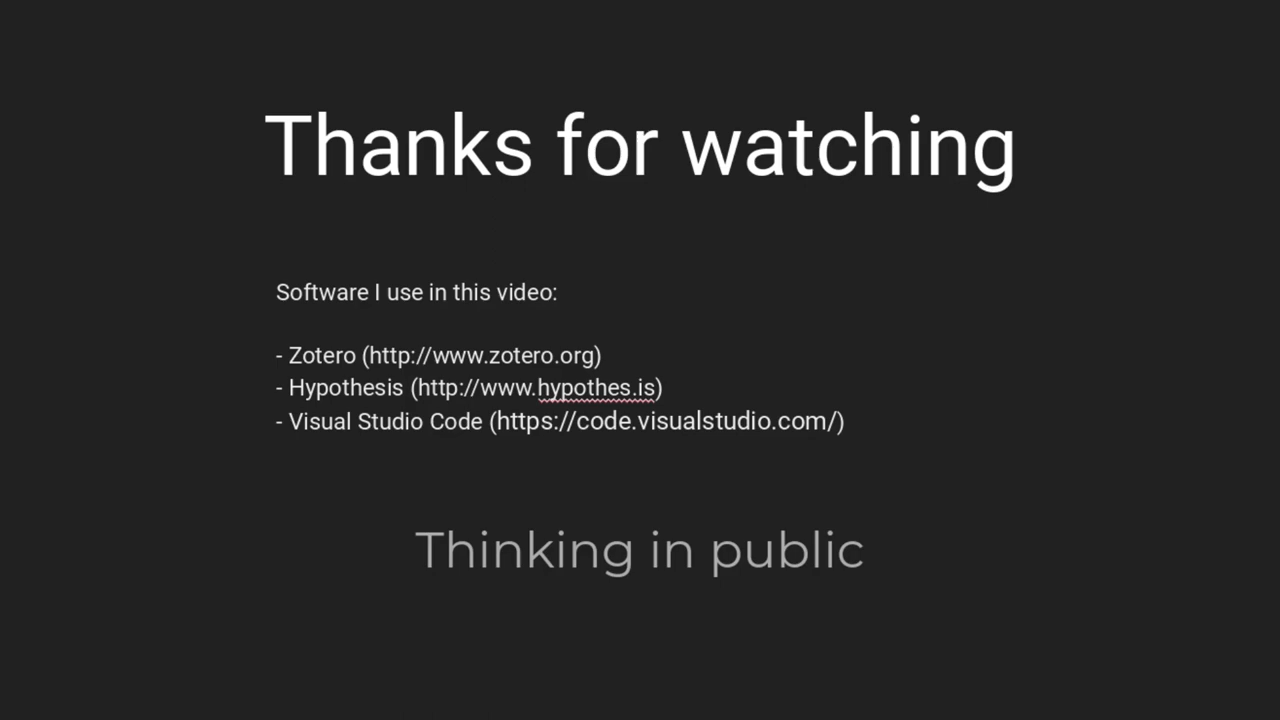 Thanks for watching
Software I use in this video:
- Zotero (http://www.zotero.org)
- Hypothesis (http://www.hypothes.is)
- Visual Studio Code (https://code.visualstudio.com/)
Thinking in public